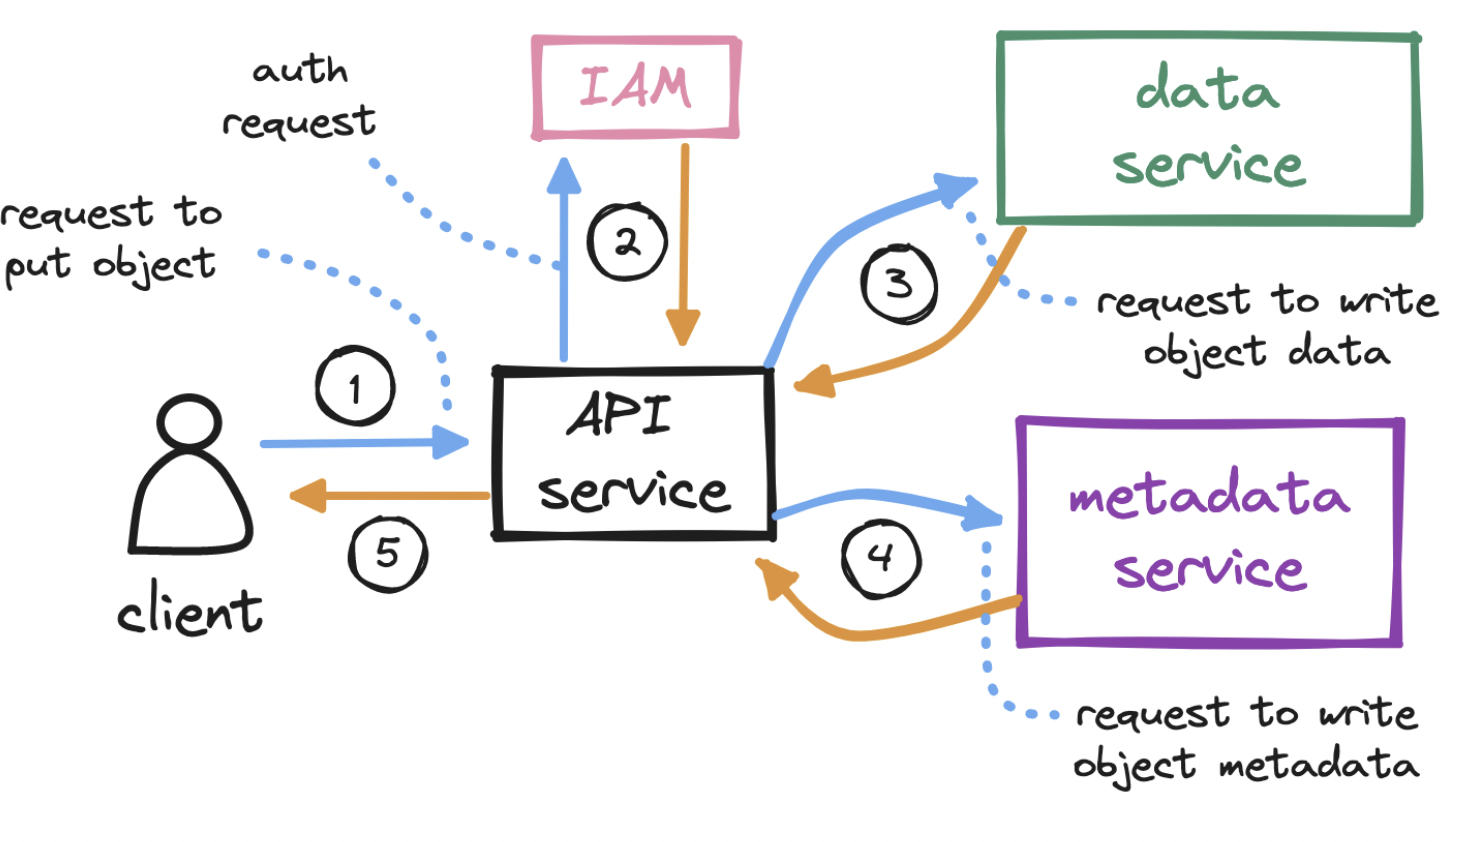 auth
request
IAM
data
service
request to
put object
2
3
request to write
object data
1
API
service
metadata
service
4
5
client
request to write
object metadata